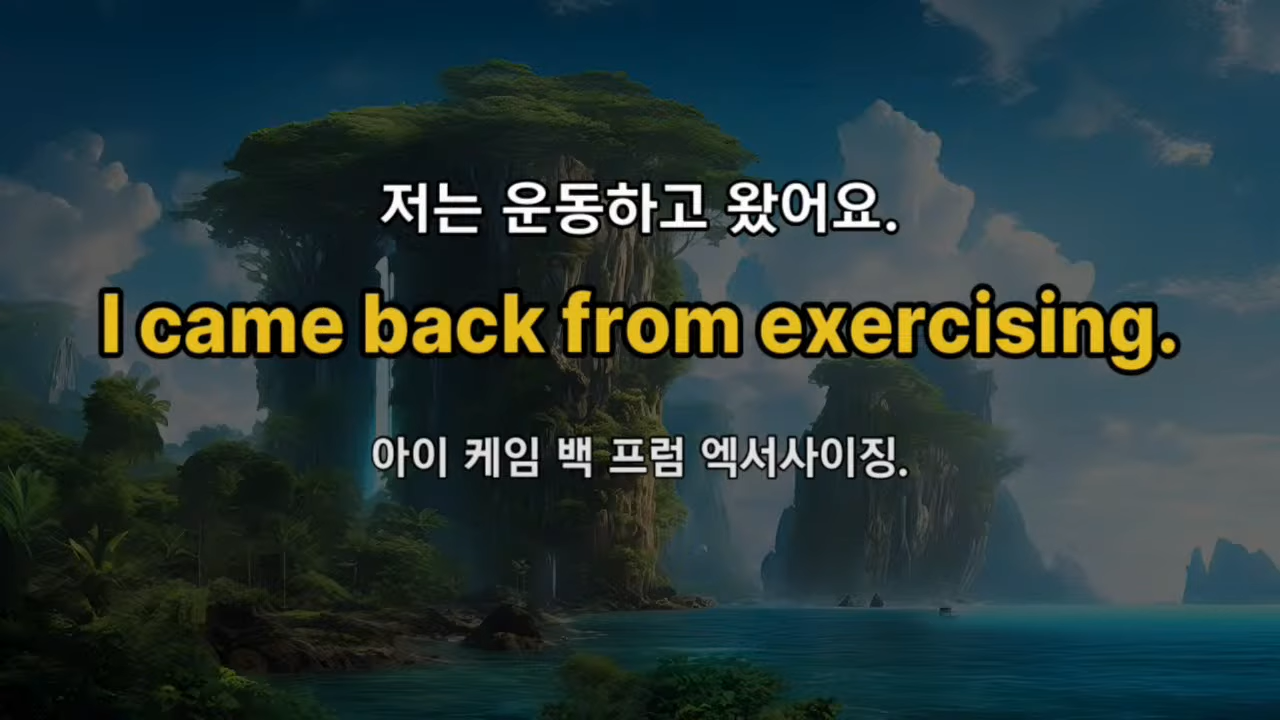 저는 운동하고 왔어요.
I came back from exercising.
아이 케임 백 프럼 엑서사이징.